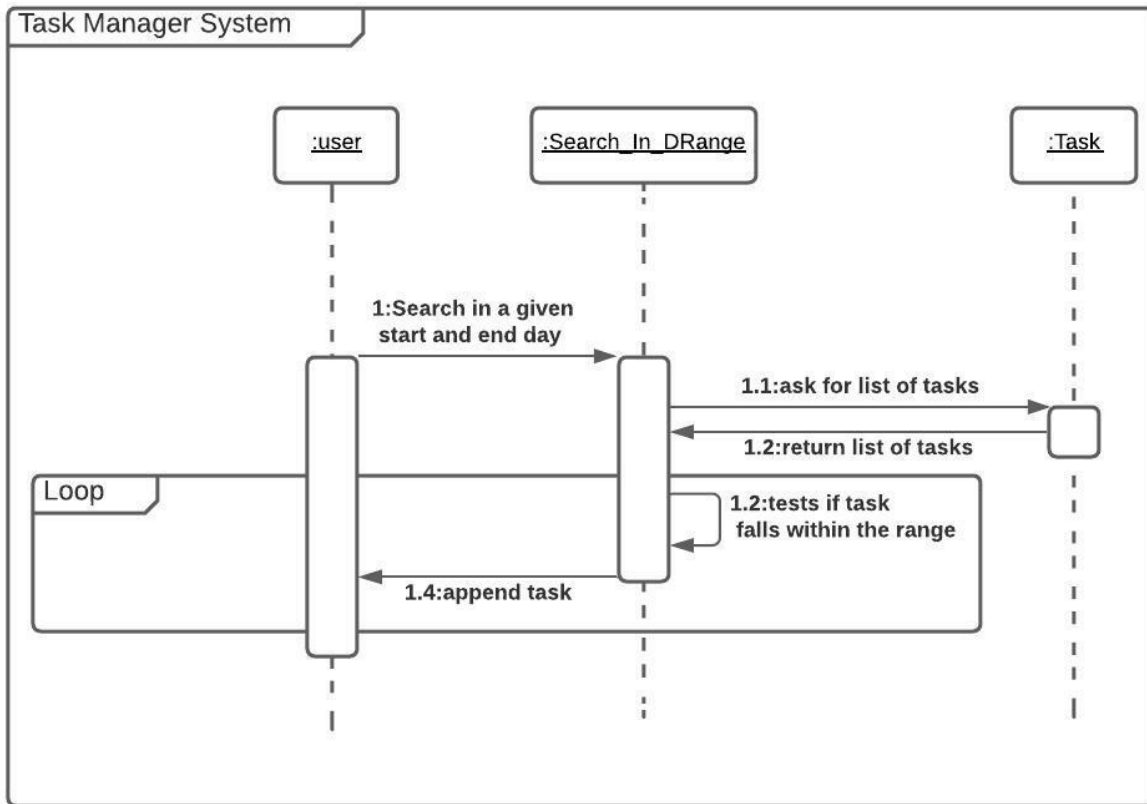 Task Manager System
:user
:Search_In_DRange
:Task
1:Search in a given
start and end day
1.1:ask for list of tasks
1.2:return list of tasks
Loop
1.2:tests if task
falls within the range
1.4:append task